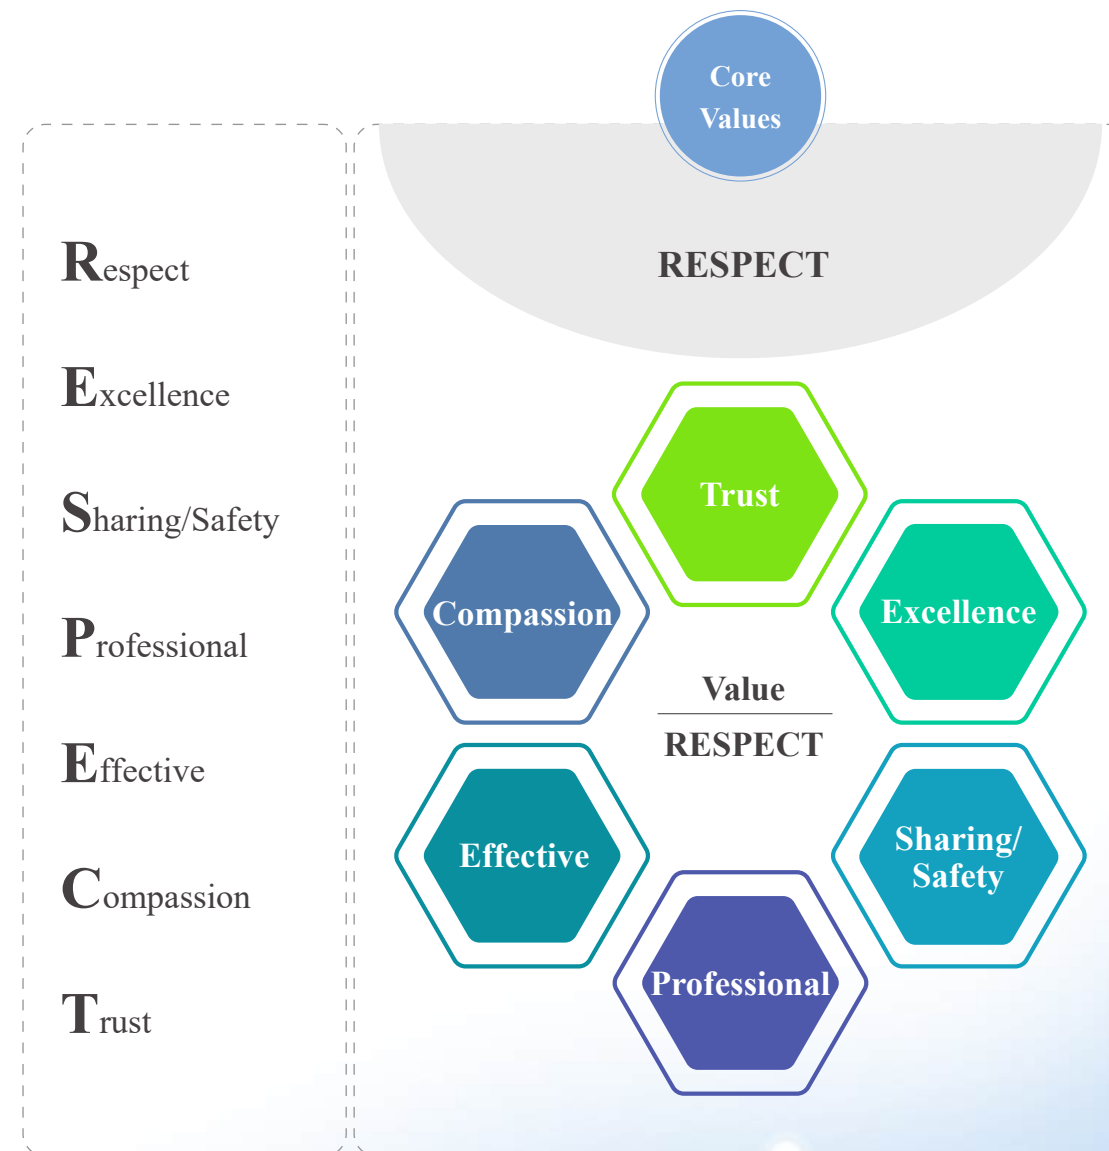 Core
Values
Respect
Excellence
Sharing/Safety
Professional
Effective
Compassion
Trust
RESPECT
Trust
Compassion
Excellence
Value
RESPECT
Effective
Sharing/
Safety
Professional